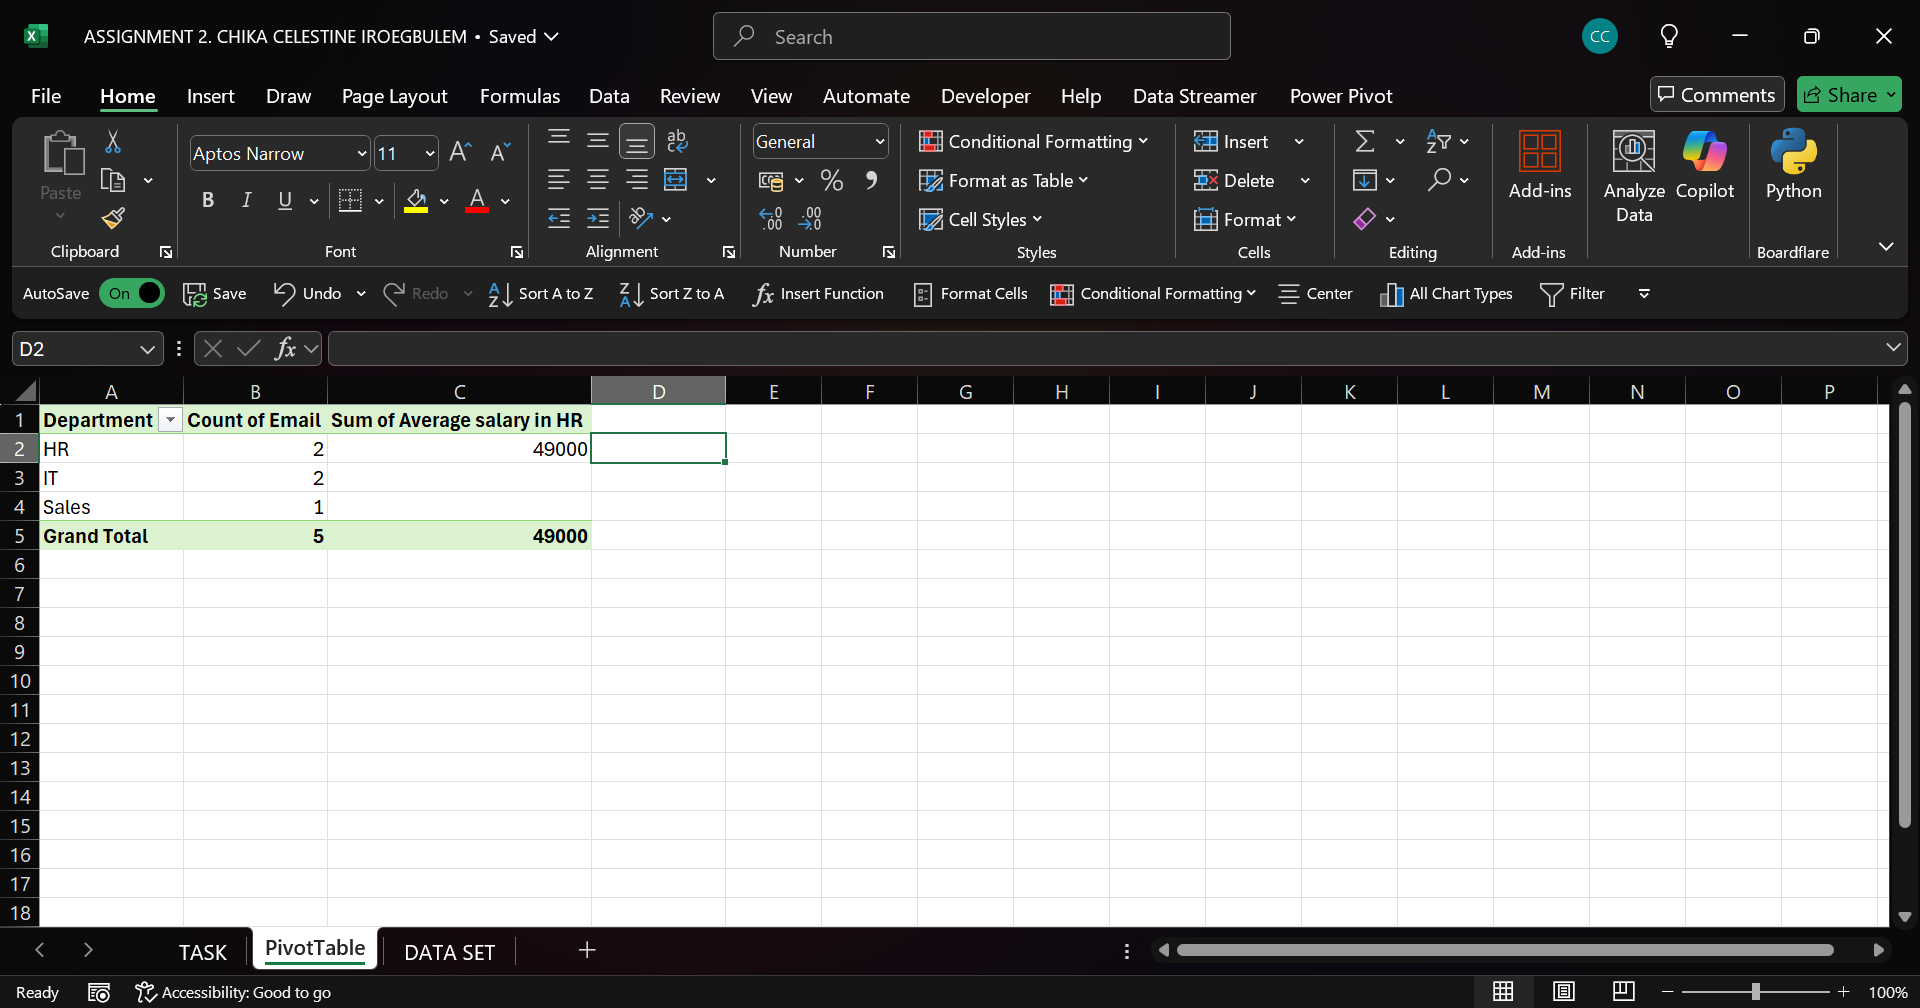 ASSIGNMENT 2. CHIKA CELESTINE IROEGBULEM • Saved
Search
CC
File Home Insert Draw Page Layout Formulas Data Review View Automate Developer Help Data Streamer Power Pivot
Comments Share
Paste
Clipboard
Aptos Narrow 11
B I U A
Font
ab
Alignment
General
% 
Number
Conditional Formatting
Format as Table
Cell Styles
Styles
Insert
Delete
Format
Cells
Editing
Add-ins
Add-ins
Analyze Data
Copilot
Python
Boardflare
AutoSave On Save Undo Redo Sort A to Z Sort Z to A fx Insert Function Format Cells Conditional Formatting Center All Chart Types Filter
D2 fx
A B C D E F G H I J K L M N O P
1 Department Count of Email Sum of Average salary in HR
2 HR 2 49000
3 IT 2
4 Sales 1
5 Grand Total 5 49000
6
7
8
9
10
11
12
13
14
15
16
17
18
TASK PivotTable DATA SET +
Ready Accessibility: Good to go 100%